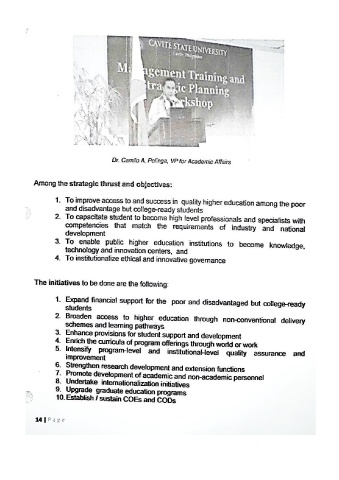 CAVITE STATE UNIVERSITY
Cavite, Philippines
Management Training and
Strategic Planning
Workshop
Dr. Camilo A. Polinga, VP for Academic Affairs
Among the strategic thrust and objectives:
1. To improve access to and success in quality higher education among the poor
and disadvantage but college-ready students
2. To capacitate student to become high level professionals and specialists with
competencies that match the requirements of industry and national
development
3. To enable public higher education institutions to become knowledge,
technology and innovation centers, and
4. To institutionalize ethical and innovative governance
The initiatives to be done are the following:
1. Expand financial support for the poor and disadvantaged but college-ready
students
2. Broaden access to higher education through non-conventional delivery
schemes and learning pathways
3. Enhance provisions for student support and development
4. Enrich the curricula of program offerings through world or work
5. Intensify program-level and institutional-level quality assurance and
improvement
6. Strengthen research development and extension functions
7. Promote development of academic and non-academic personnel
8. Undertake internationalization initiatives
9. Upgrade graduate education programs
10. Establish / sustain COEs and CODs
14 | Page